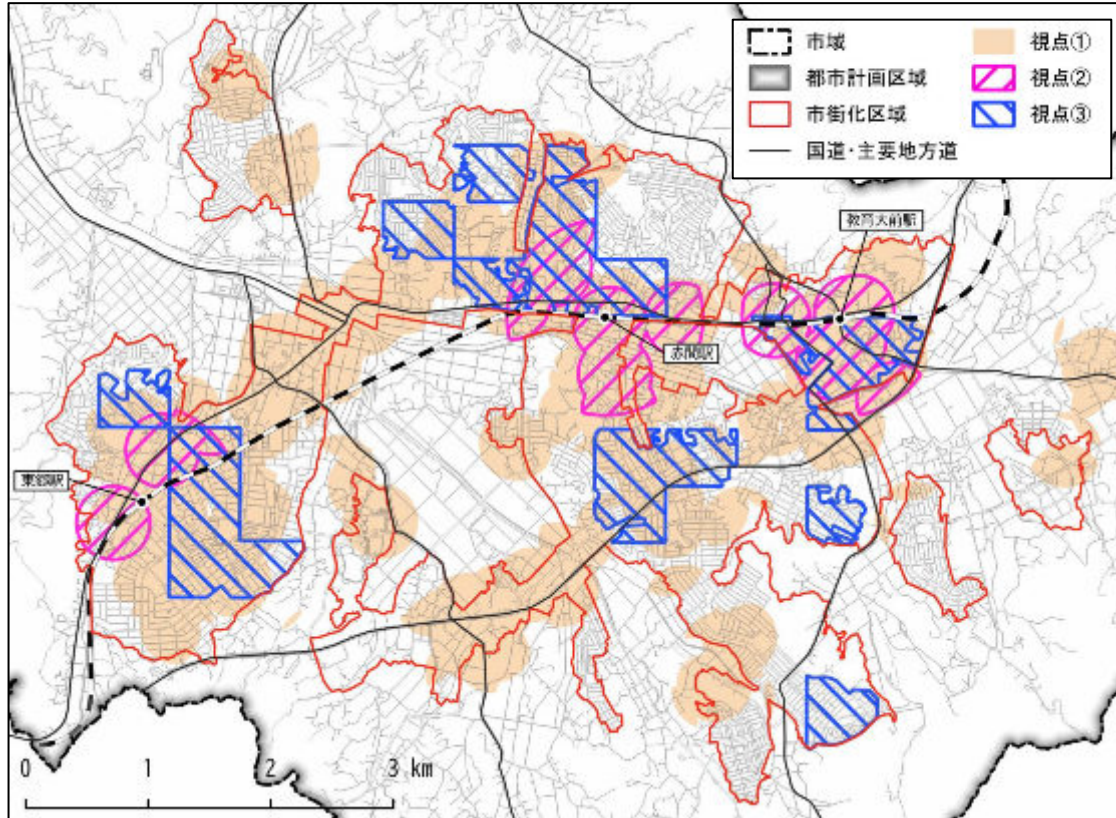 市域
都市計画区域
市街化区域
国道・主要地方道
視点①
視点②
視点③
教育大前駅
赤間駅
東郷駅
0 1 2 3 km